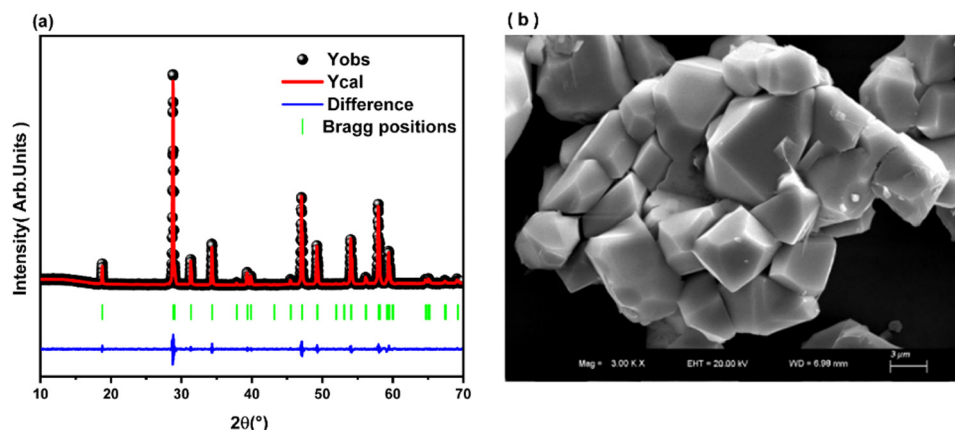 (a)
Yobs
Ycal
Difference
Bragg positions
Intensity( Arb.Units)
10 20 30 40 50 60 70
2θ(°)
( b )
Mag = 3.00 K X EHT = 20.00 kV WD = 6.99 mm 3 µm